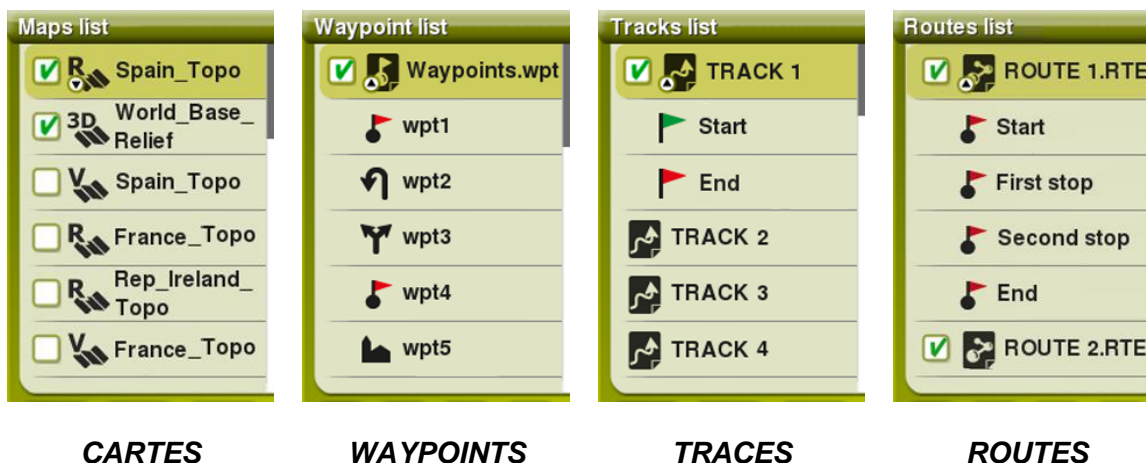 Maps list
R Spain_Topo
3D World_Base_
Relief
V Spain_Topo
R France_Topo
R Rep_Ireland_
Topo
V France_Topo
Waypoint list
Waypoints.wpt
wpt1
wpt2
wpt3
wpt4
wpt5
Tracks list
TRACK 1
Start
End
TRACK 2
TRACK 3
TRACK 4
Routes list
ROUTE 1.RTE
Start
First stop
Second stop
End
ROUTE 2.RTE
CARTES
WAYPOINTS
TRACES
ROUTES